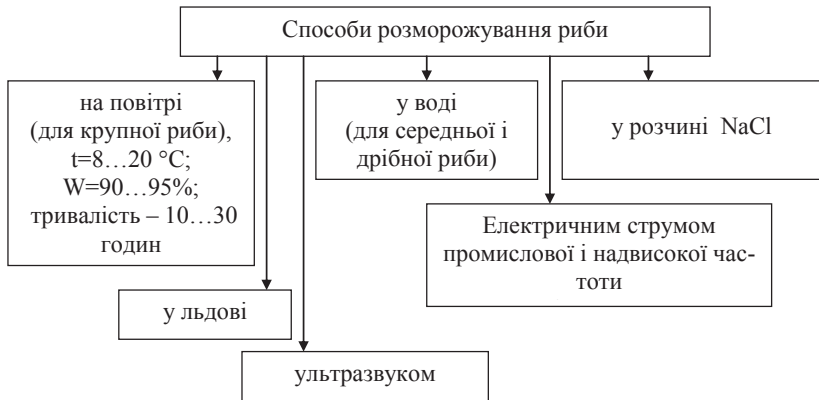 Способи розморожування риби
на повітрі
(для крупної риби),
t=8…20 °С;
W=90…95%;
тривалість – 10…30
годин
у воді
(для середньої і
дрібної риби)
у розчині NaCl
Електричним струмом
промислової і надвисокої час-
тоти
у льдові
ультразвуком